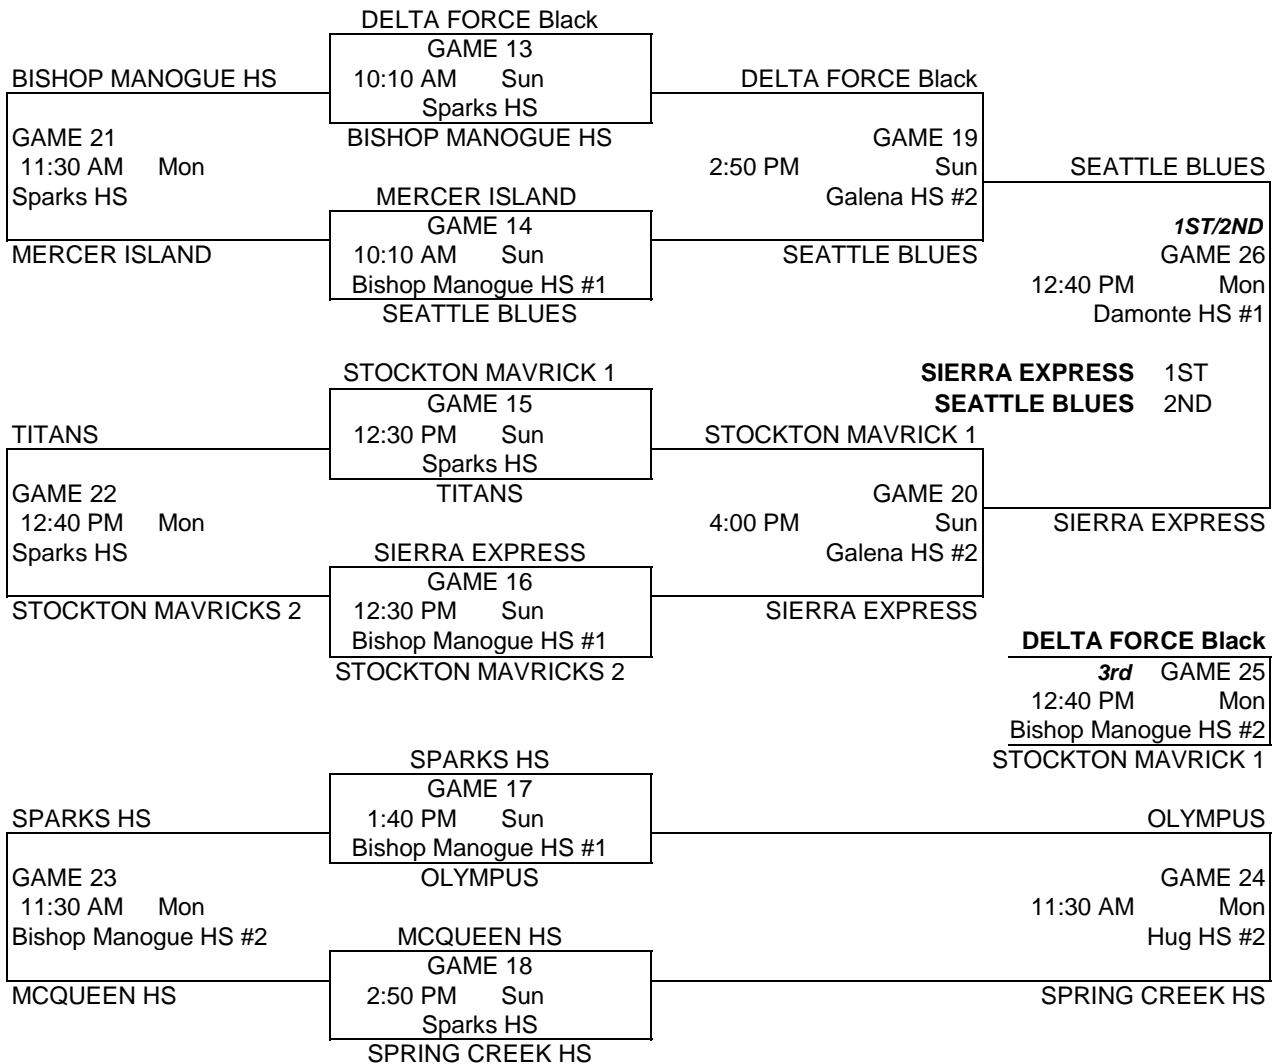 DELTA FORCE Black
GAME 13
BISHOP MANOGUE HS 10:10 AM Sun DELTA FORCE Black
Sparks HS
GAME 21 BISHOP MANOGUE HS GAME 19
11:30 AM Mon 2:50 PM Sun SEATTLE BLUES
Sparks HS MERCER ISLAND Galena HS #2
GAME 14 1ST/2ND
MERCER ISLAND 10:10 AM Sun SEATTLE BLUES GAME 26
Bishop Manogue HS #1 12:40 PM Mon
SEATTLE BLUES Damonte HS #1
STOCKTON MAVRICK 1 SIERRA EXPRESS 1ST
GAME 15 SEATTLE BLUES 2ND
TITANS 12:30 PM Sun STOCKTON MAVRICK 1
Sparks HS
GAME 22 TITANS GAME 20
12:40 PM Mon 4:00 PM Sun SIERRA EXPRESS
Sparks HS SIERRA EXPRESS Galena HS #2
GAME 16
STOCKTON MAVRICKS 2 12:30 PM Sun SIERRA EXPRESS
Bishop Manogue HS #1 DELTA FORCE Black
STOCKTON MAVRICKS 2 3rd GAME 25
12:40 PM Mon
Bishop Manogue HS #2
SPARKS HS STOCKTON MAVRICK 1
GAME 17
SPARKS HS 1:40 PM Sun OLYMPUS
Bishop Manogue HS #1
GAME 23 OLYMPUS GAME 24
11:30 AM Mon 11:30 AM Mon
Bishop Manogue HS #2 MCQUEEN HS Hug HS #2
GAME 18
MCQUEEN HS 2:50 PM Sun SPRING CREEK HS
Sparks HS
SPRING CREEK HS